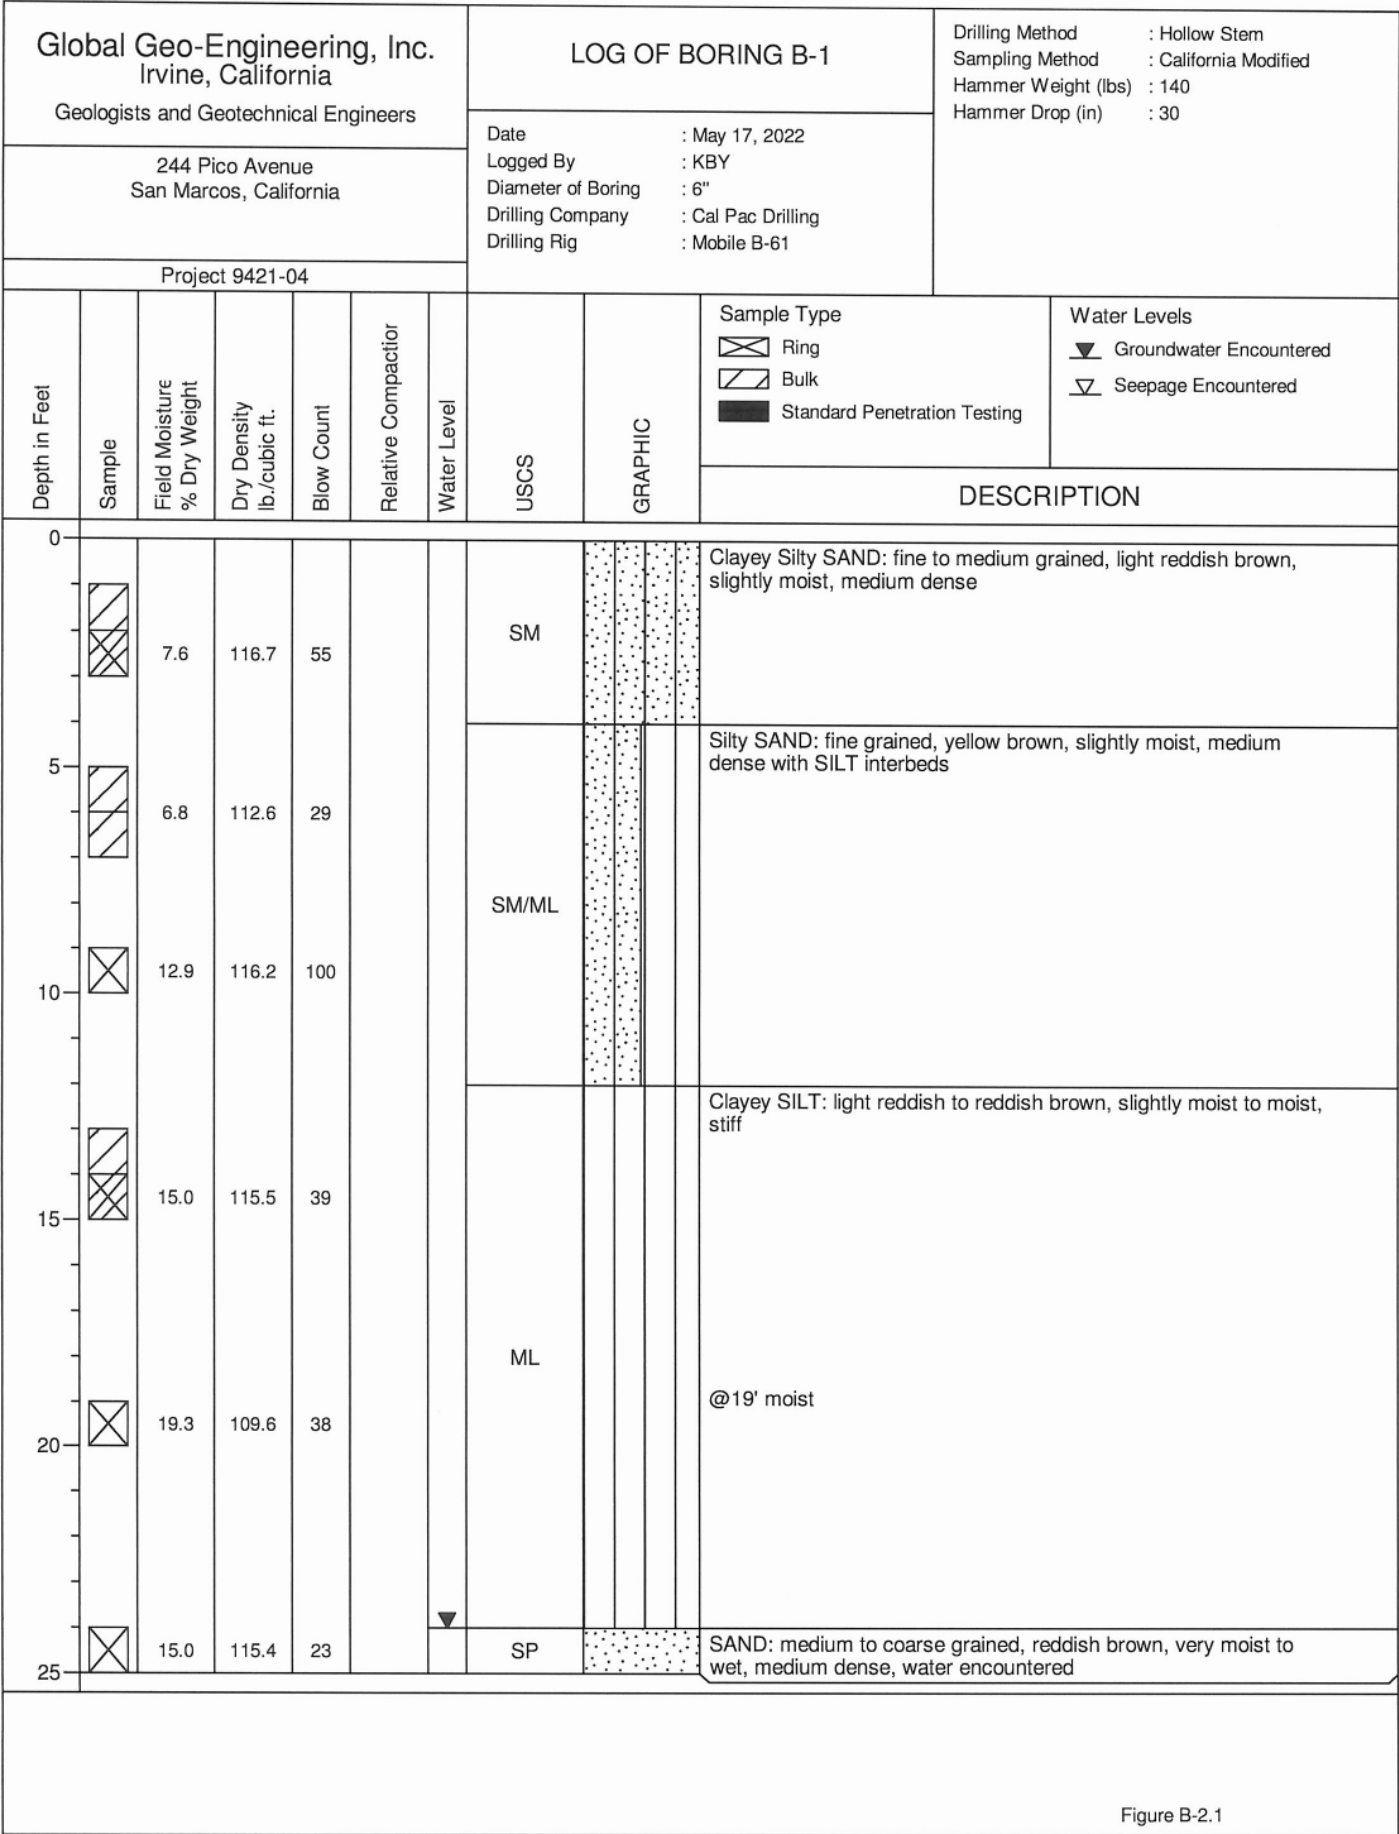 Global Geo-Engineering, Inc.
Irvine, California
Geologists and Geotechnical Engineers
244 Pico Avenue
San Marcos, California
Project 9421-04
LOG OF BORING B-1
Date : May 17, 2022
Logged By : KBY
Diameter of Boring : 6"
Drilling Company : Cal Pac Drilling
Drilling Rig : Mobile B-61
Drilling Method : Hollow Stem
Sampling Method : California Modified
Hammer Weight (lbs) : 140
Hammer Drop (in) : 30
Depth in Feet
Sample
Field Moisture
% Dry Weight
Dry Density
lb./cubic ft.
Blow Count
Relative Compactior
Water Level
USCS
GRAPHIC
Sample Type
Ring
Bulk
Standard Penetration Testing
Water Levels
Groundwater Encountered
Seepage Encountered
DESCRIPTION
0
Clayey Silty SAND: fine to medium grained, light reddish brown,
slightly moist, medium dense
SM
7.6 116.7 55
Silty SAND: fine grained, yellow brown, slightly moist, medium
dense with SILT interbeds
5
6.8 112.6 29
SM/ML
12.9 116.2 100
10
Clayey SILT: light reddish to reddish brown, slightly moist to moist,
stiff
15.0 115.5 39
15
ML
@19' moist
19.3 109.6 38
20
15.0 115.4 23 SP
SAND: medium to coarse grained, reddish brown, very moist to
wet, medium dense, water encountered
25
Figure B-2.1